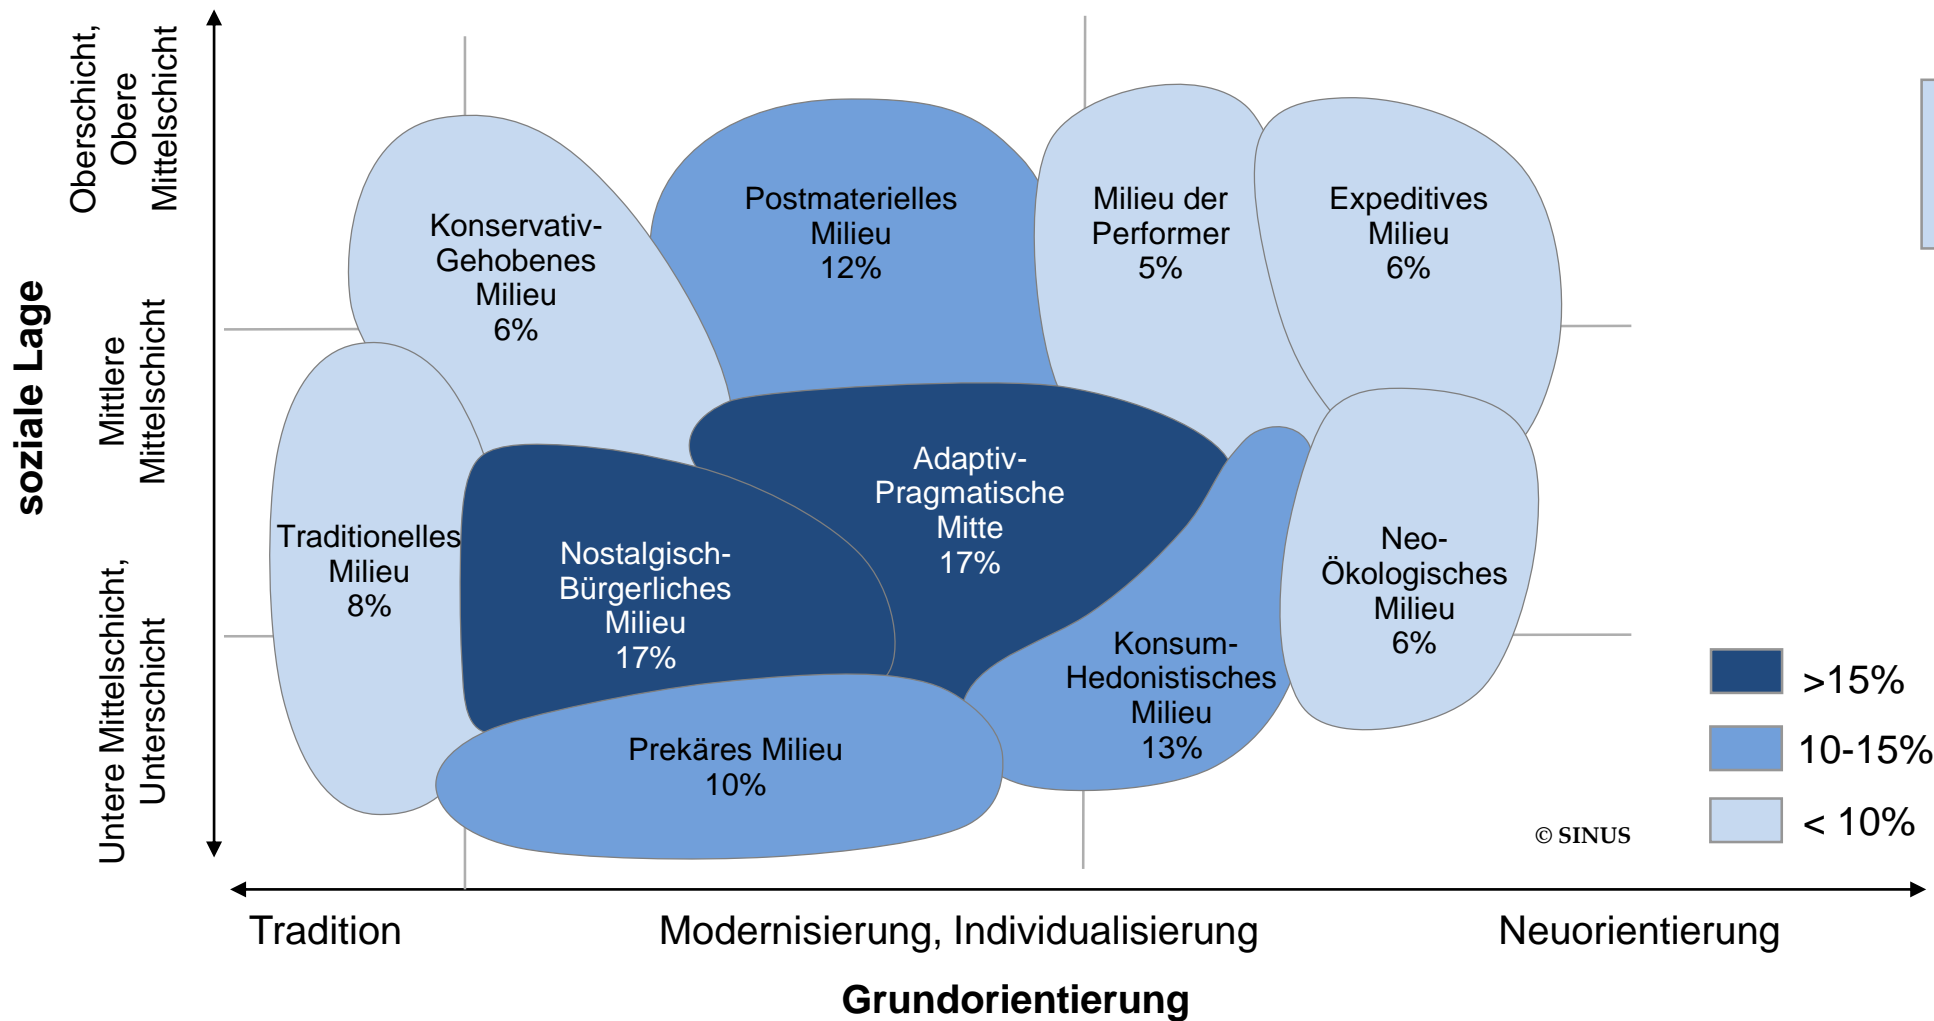 Oberschicht,
Obere
Mittelschicht
Mittlere
Mittelschicht
Untere Mittelschicht,
Unterschicht
soziale Lage
Konservativ-
Gehobenes
Milieu
6%
Postmaterielles
Milieu
12%
Milieu der
Performer
5%
Expeditives
Milieu
6%
Traditionelles
Milieu
8%
Nostalgisch-
Bürgerliches
Milieu
17%
Adaptiv-
Pragmatische
Mitte
17%
Neo-
Ökologisches
Milieu
6%
Konsum-
Hedonistisches
Milieu
13%
Prekäres Milieu
10%
>15%
10-15%
< 10%
© SINUS
Tradition
Modernisierung, Individualisierung
Neuorientierung
Grundorientierung